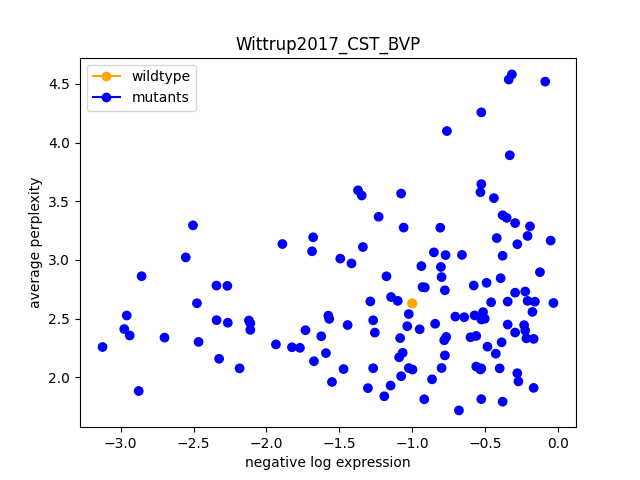 Wittrup2017_CST_BVP
wildtype
mutants
4.5
4.0
3.5
3.0
2.5
2.0
average perplexity
−3.0 −2.5 −2.0 −1.5 −1.0 −0.5 0.0
negative log expression